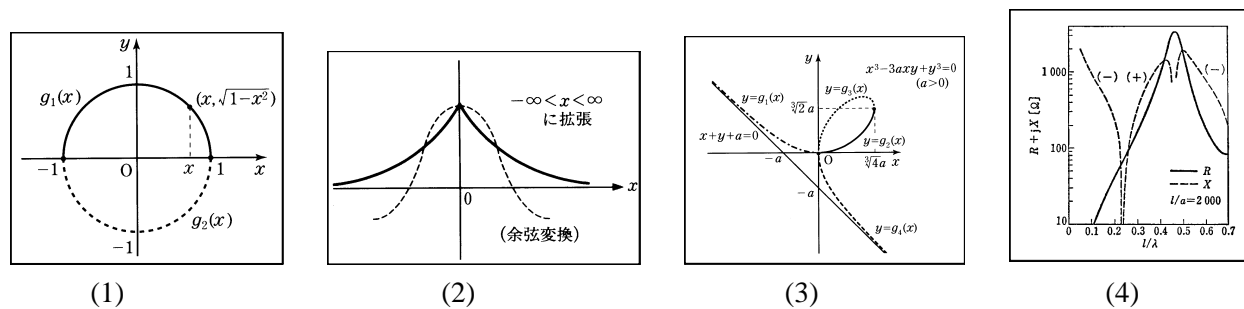 y
1
g₁(x)
(x, √1−x²)
−1
O
x
1
x
g₂(x)
−1
(1)
−∞<x<∞
に拡張
0
x
(余弦変換)
(2)
y
x³−3axy+y³=0
(a>0)
y=g₁(x)
y=g₃(x)
∛2 a
x+y+a=0
y=g₂(x)
−a
O
∛4 a
x
−a
y=g₄(x)
(3)
R+jX [Ω]
1 000
100
10
(−) (+)
(−)
R
X
l/a=2 000
0 0.1 0.2 0.3 0.4 0.5 0.6 0.7
l/λ
(4)